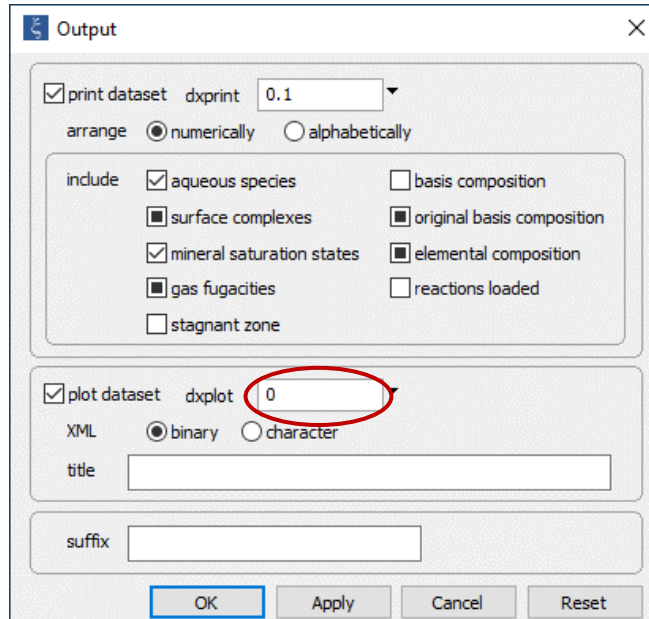 ξ Output
print dataset dxprint 0.1
arrange numerically alphabetically
include aqueous species basis composition
surface complexes original basis composition
mineral saturation states elemental composition
gas fugacities reactions loaded
stagnant zone
plot dataset dxplot 0
XML binary character
title
suffix
OK Apply Cancel Reset